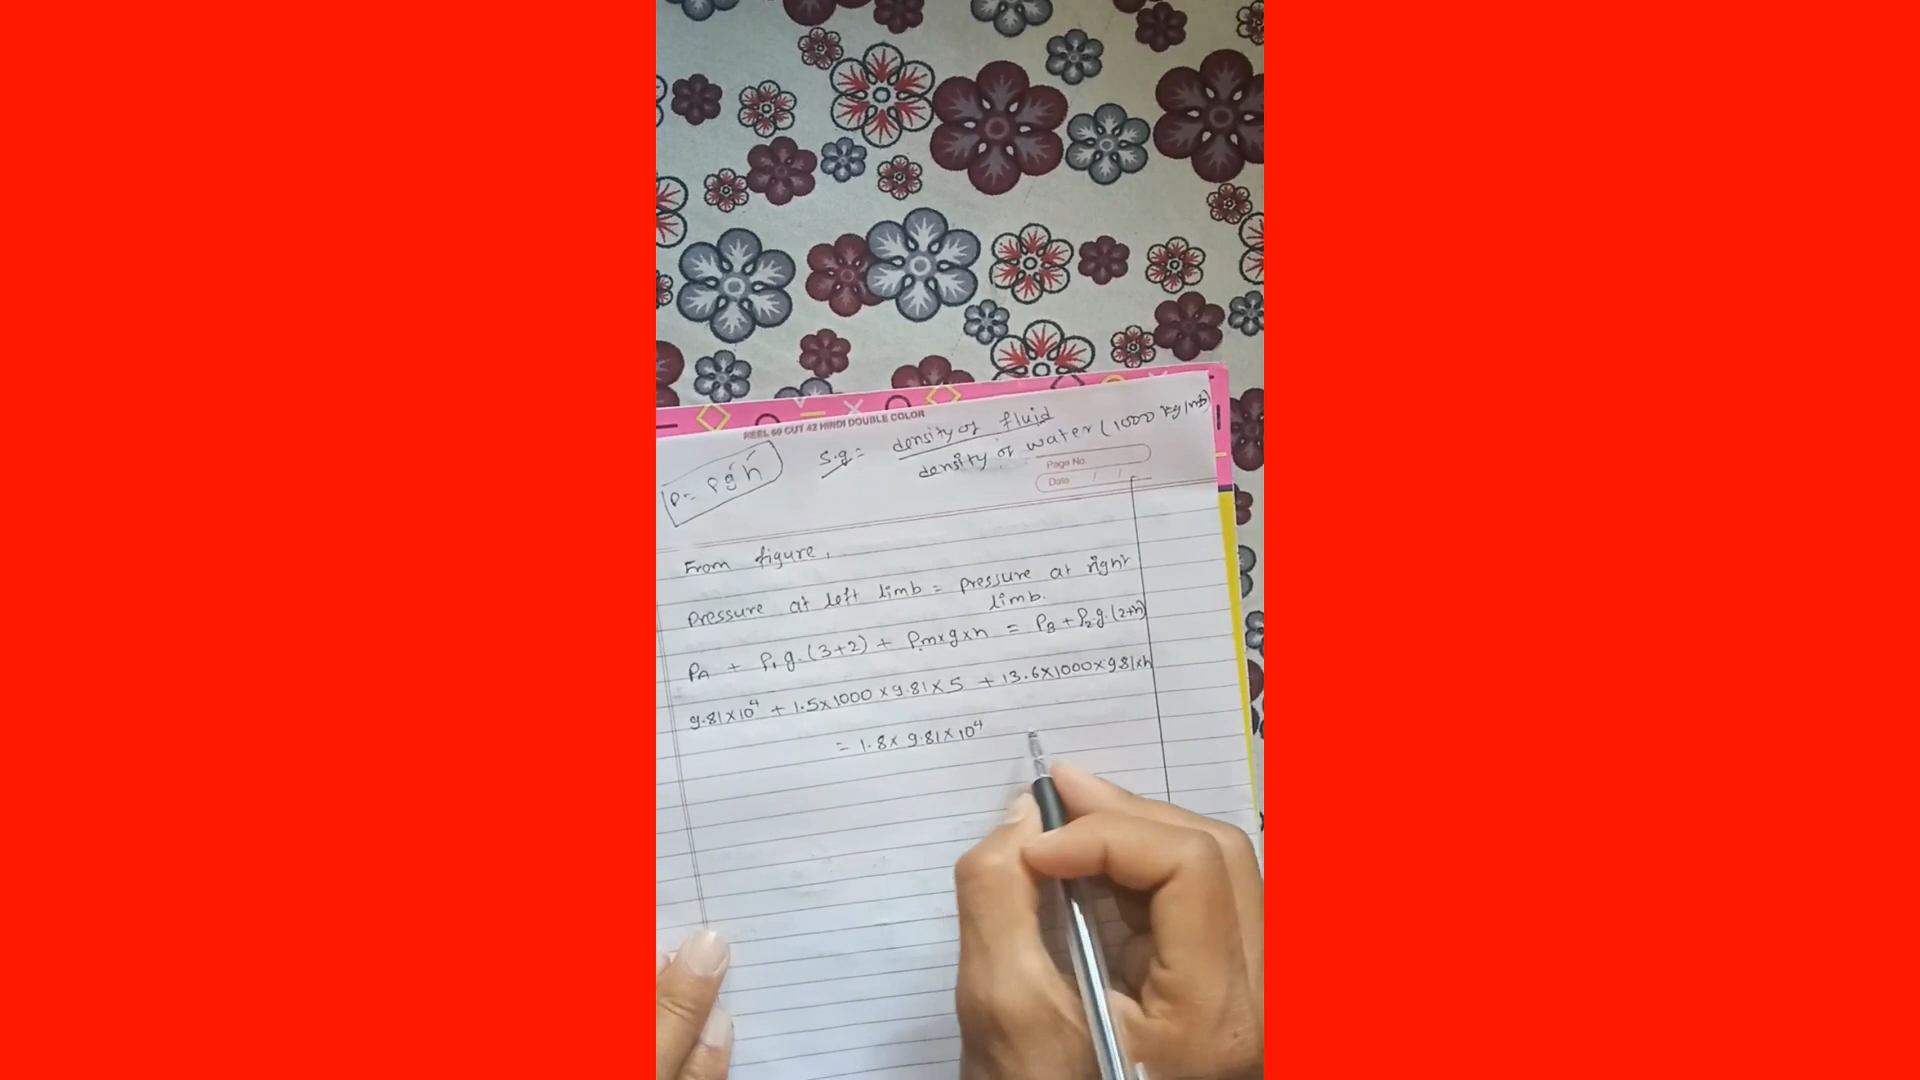 REEL 69 CUT 42 HINDI DOUBLE COLOR
P = ρgh
S.g = density of fluid
density of water (1000 kg/m3)
Page No.
Date / /
From figure,
Pressure at left limb = pressure at right
limb.
PA + ρ1 g.(3+2) + ρm×g×h = PB + ρ2.g.(2+h)
9.81×10⁴ + 1.5×1000×9.81×5 + 13.6×1000×9.81×h
= 1.8× 9.81×10⁴